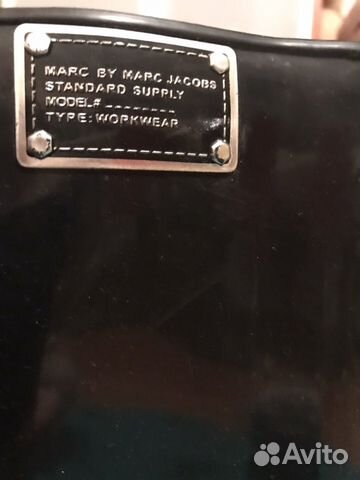 MARC BY MARC JACOBS
STANDARD SUPPLY
MODEL# _ _ _ _ _ _ _ _
TYPE: WORKWEAR
Avito